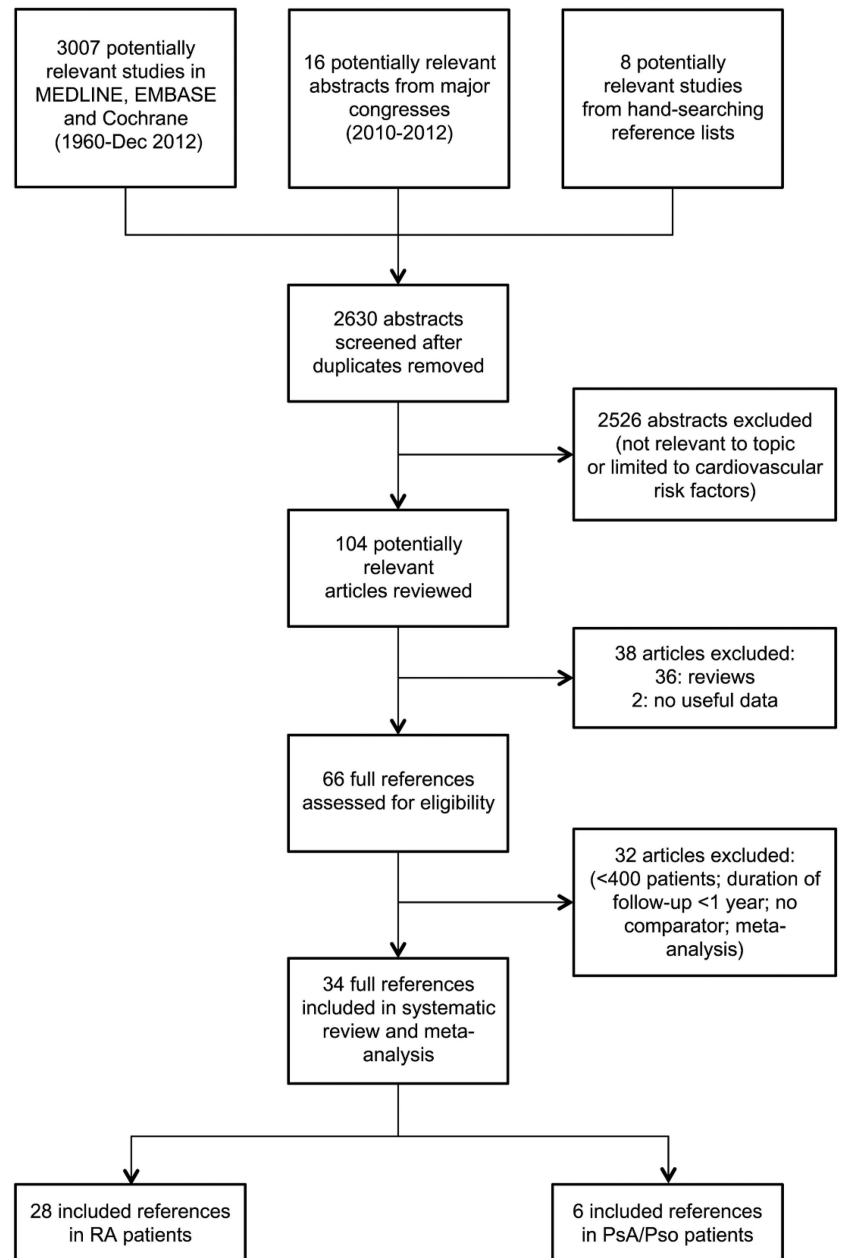 3007 potentially
relevant studies in
MEDLINE, EMBASE
and Cochrane
(1960-Dec 2012)
16 potentially relevant
abstracts from major
congresses
(2010-2012)
8 potentially
relevant studies
from hand-searching
reference lists
2630 abstracts
screened after
duplicates removed
2526 abstracts excluded
(not relevant to topic
or limited to cardiovascular
risk factors)
104 potentially
relevant
articles reviewed
38 articles excluded:
36: reviews
2: no useful data
66 full references
assessed for eligibility
32 articles excluded:
(<400 patients; duration of
follow-up <1 year; no
comparator; meta-
analysis)
34 full references
included in systematic
review and meta-
analysis
28 included references
in RA patients
6 included references
in PsA/Pso patients